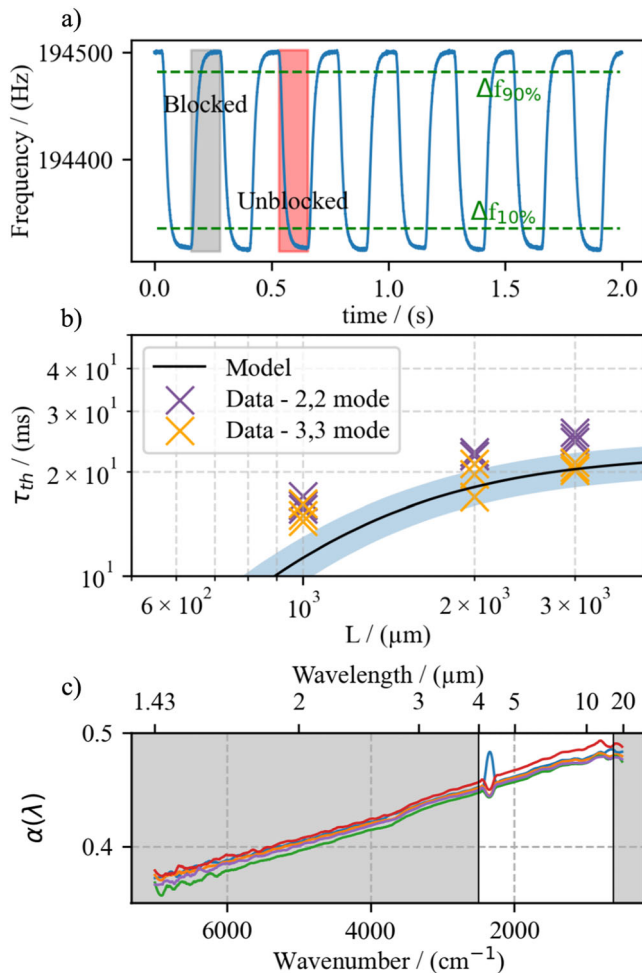 a)
Frequency / (Hz)
194500
194400
Blocked
Unblocked
Δf90%
Δf10%
0.0 0.5 1.0 1.5 2.0
time / (s)
b)
τth / (ms)
4 × 10¹
3 × 10¹
2 × 10¹
10¹
Model
Data - 2,2 mode
Data - 3,3 mode
6 × 10² 10³ 2 × 10³ 3 × 10³
L / (µm)
c)
Wavelength / (µm)
1.43 2 3 4 5 10 20
α(λ)
0.5
0.4
6000 4000 2000
Wavenumber / (cm⁻¹)